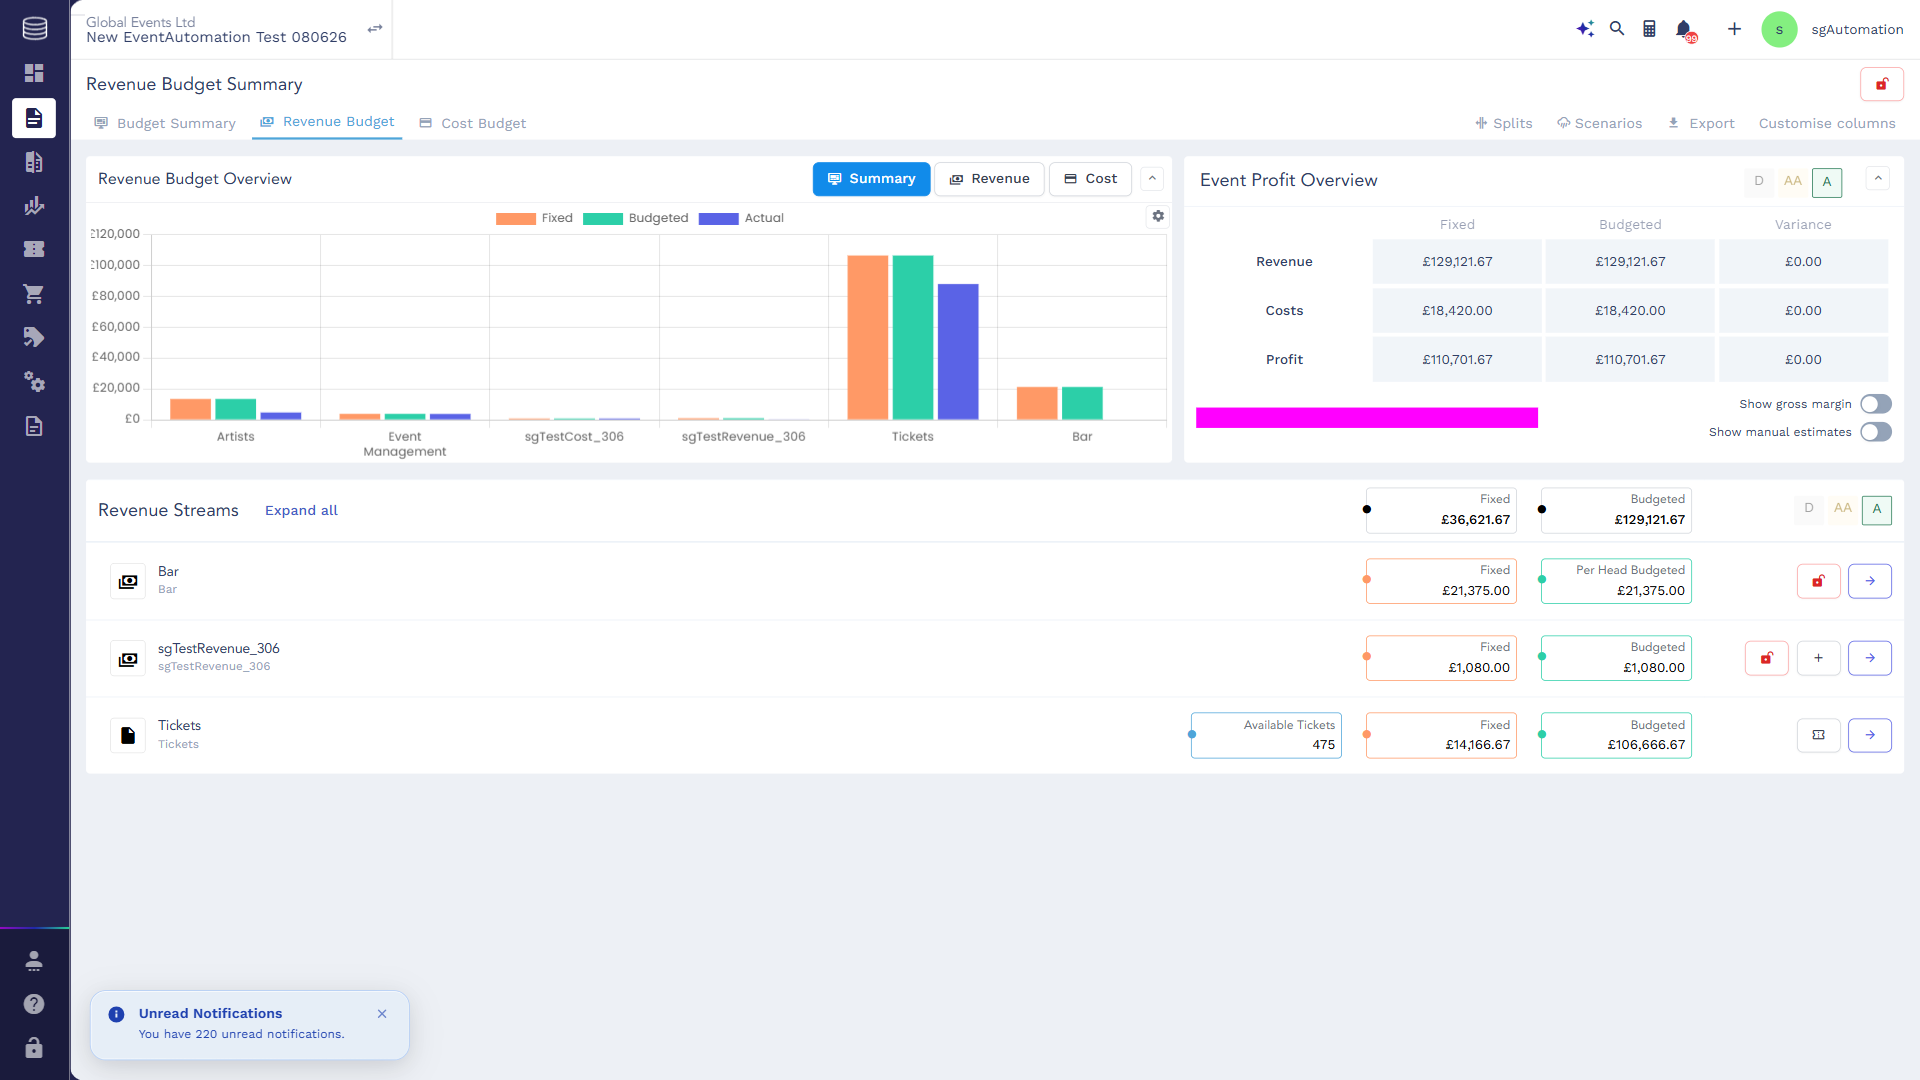 Global Events Ltd
New EventAutomation Test 080626
99
s
sgAutomation
Revenue Budget Summary
Budget Summary
Revenue Budget
Cost Budget
Splits
Scenarios
Export
Customise columns
Revenue Budget Overview
Summary
Revenue
Cost
Fixed
Budgeted
Actual
£120,000
£100,000
£80,000
£60,000
£40,000
£20,000
£0
Artists
Event
Management
sgTestCost_306
sgTestRevenue_306
Tickets
Bar
Event Profit Overview
D
AA
A
Fixed
Budgeted
Variance
Revenue
£129,121.67
£129,121.67
£0.00
Costs
£18,420.00
£18,420.00
£0.00
Profit
£110,701.67
£110,701.67
£0.00
Show gross margin
Show manual estimates
Revenue Streams
Expand all
Fixed
£36,621.67
Budgeted
£129,121.67
D
AA
A
Bar
Bar
Fixed
£21,375.00
Per Head Budgeted
£21,375.00
sgTestRevenue_306
sgTestRevenue_306
Fixed
£1,080.00
Budgeted
£1,080.00
Tickets
Tickets
Available Tickets
475
Fixed
£14,166.67
Budgeted
£106,666.67
Unread Notifications
You have 220 unread notifications.